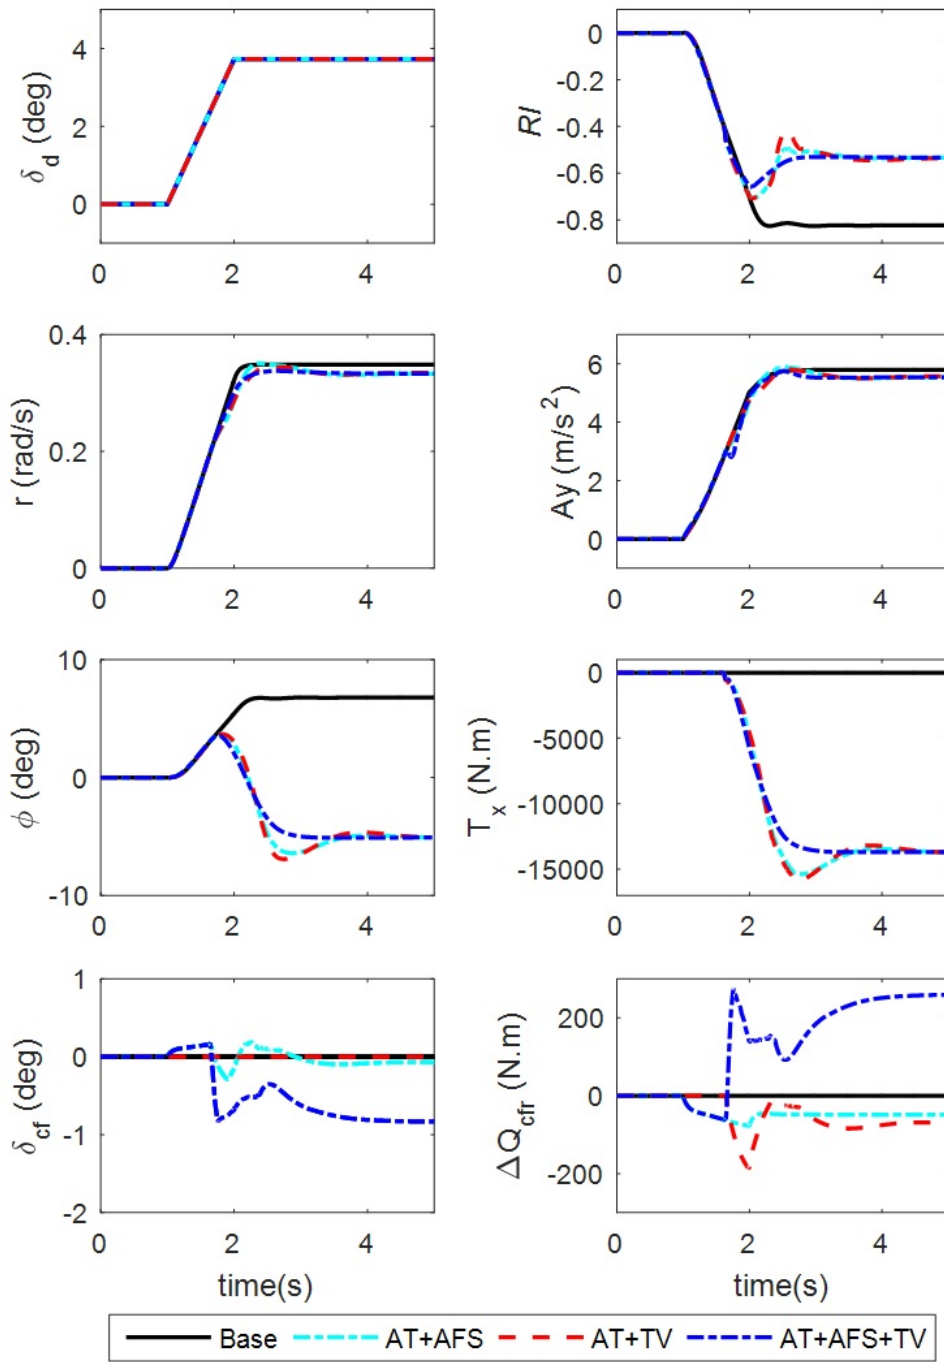 4
2
0
δ_d (deg)
0 2 4
0
-0.2
-0.4
-0.6
-0.8
RI
0 2 4
0.4
0.2
0
r (rad/s)
0 2 4
6
4
2
0
Ay (m/s²)
0 2 4
10
0
-10
ϕ (deg)
0 2 4
0
-5000
-10000
-15000
T_x (N.m)
0 2 4
1
0
-1
-2
δ_cf (deg)
0 2 4
time(s)
200
0
-200
ΔQ_cfr (N.m)
0 2 4
time(s)
Base AT+AFS AT+TV AT+AFS+TV